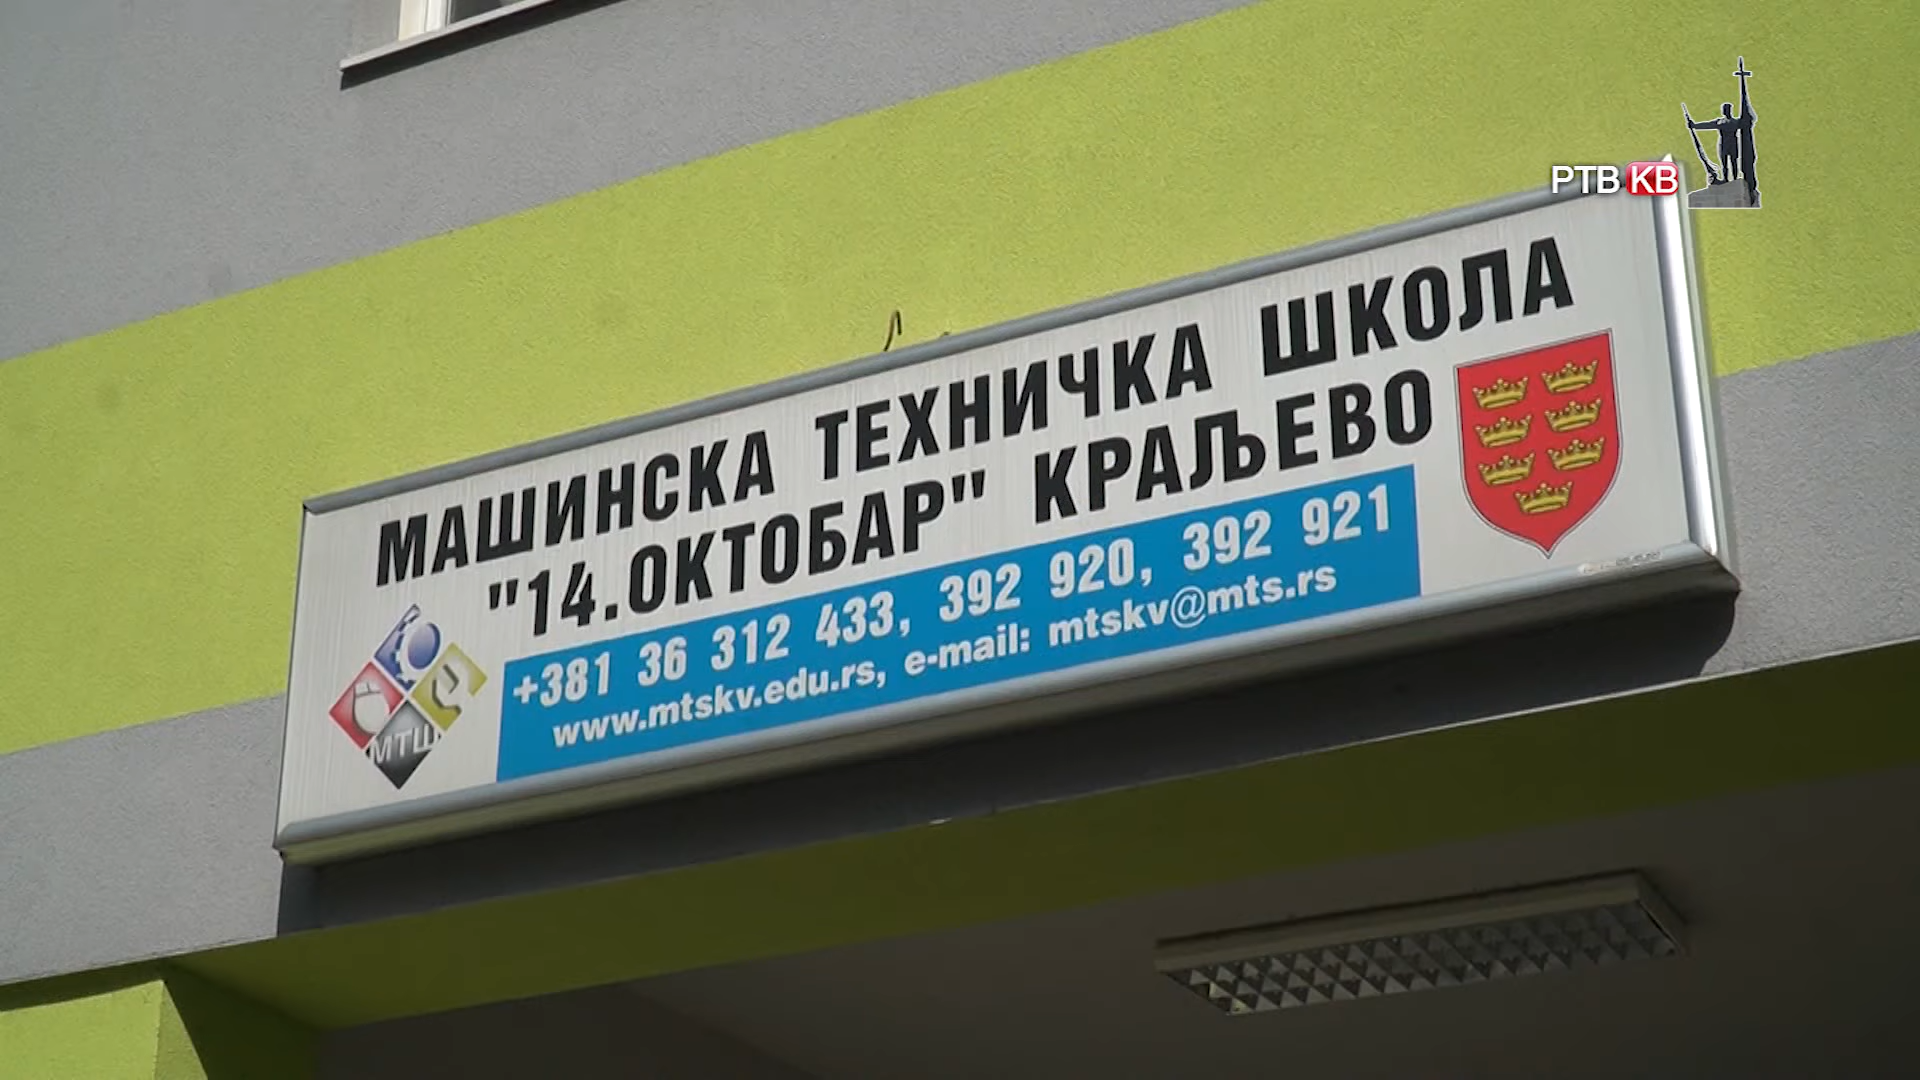 РТВ КВ
МАШИНСКА ТЕХНИЧКА ШКОЛА
"14.ОКТОБАР" КРАЉЕВО
+381 36 312 433, 392 920, 392 921
www.mtskv.edu.rs, e-mail: mtskv@mts.rs
МТШ